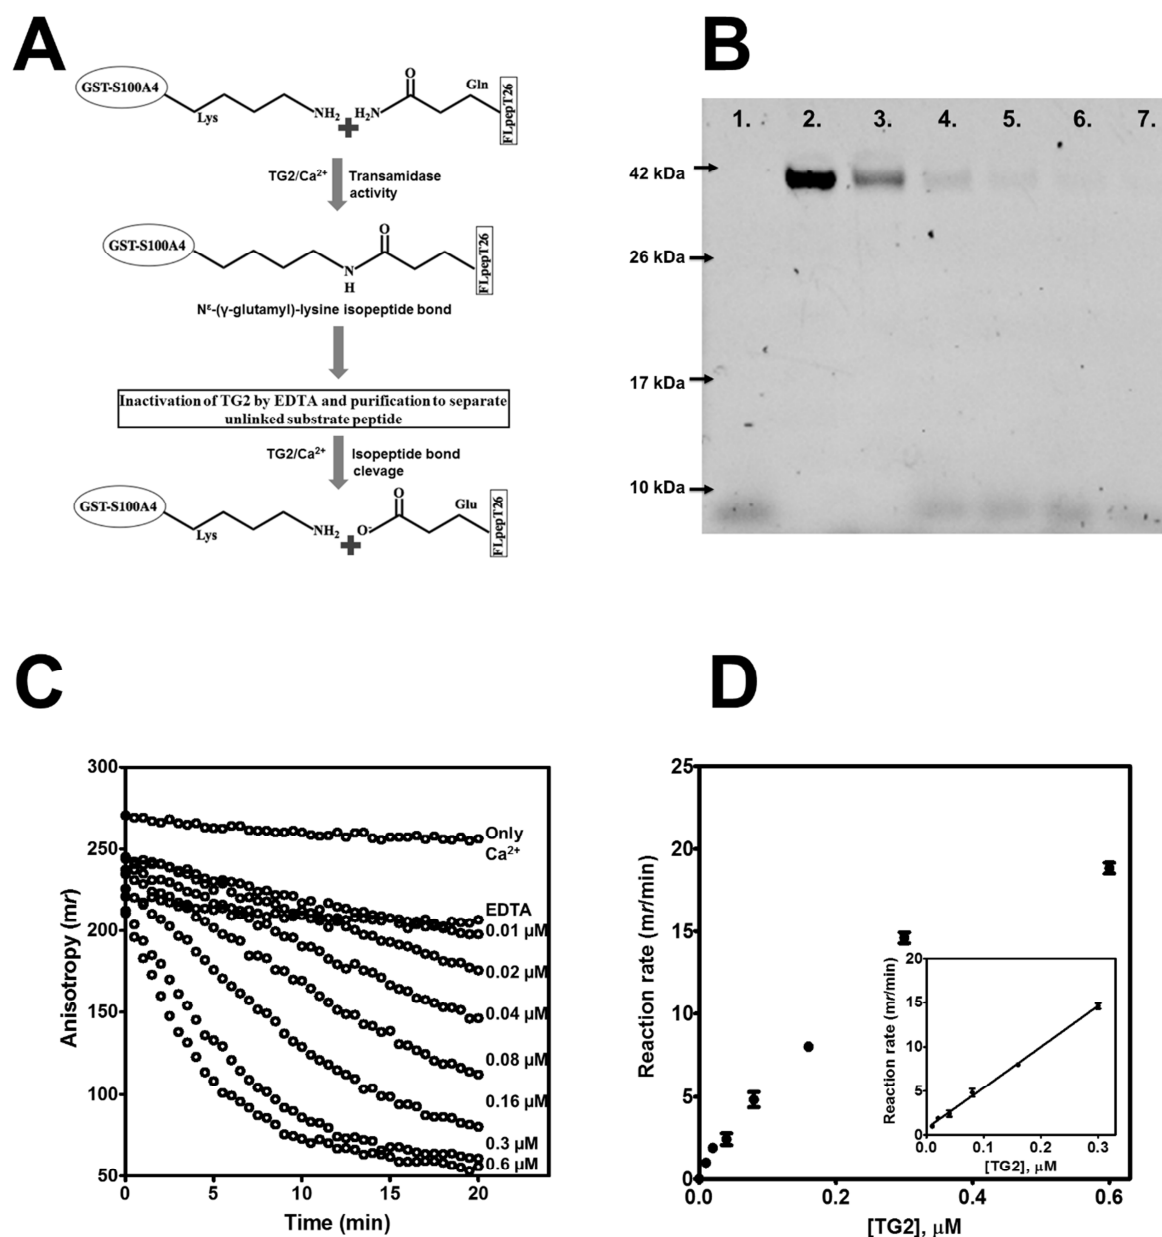 A
GST-S100A4
Lys
NH₂
H₂N
O
Gln
FLpepT26
TG2/Ca²⁺
Transamidase
activity
GST-S100A4
N
H
O
FLpepT26
Nᵋ-(γ-glutamyl)-lysine isopeptide bond
Inactivation of TG2 by EDTA and purification to separate
unlinked substrate peptide
TG2/Ca²⁺
Isopeptide bond
clevage
GST-S100A4
Lys
NH₂
O⁻
O
Glu
FLpepT26
B
1. 2. 3. 4. 5. 6. 7.
42 kDa
26 kDa
17 kDa
10 kDa
C
300
250
200
150
100
50
Anisotropy (mr)
Only
Ca²⁺
EDTA
0.01 μM
0.02 μM
0.04 μM
0.08 μM
0.16 μM
0.3 μM
0.6 μM
0 5 10 15 20
Time (min)
D
25
20
15
10
5
0
Reaction rate (mr/min)
0.0 0.2 0.4 0.6
[TG2], μM
20
15
10
5
0
Reaction rate (mr/min)
0.0 0.1 0.2 0.3
[TG2], μM